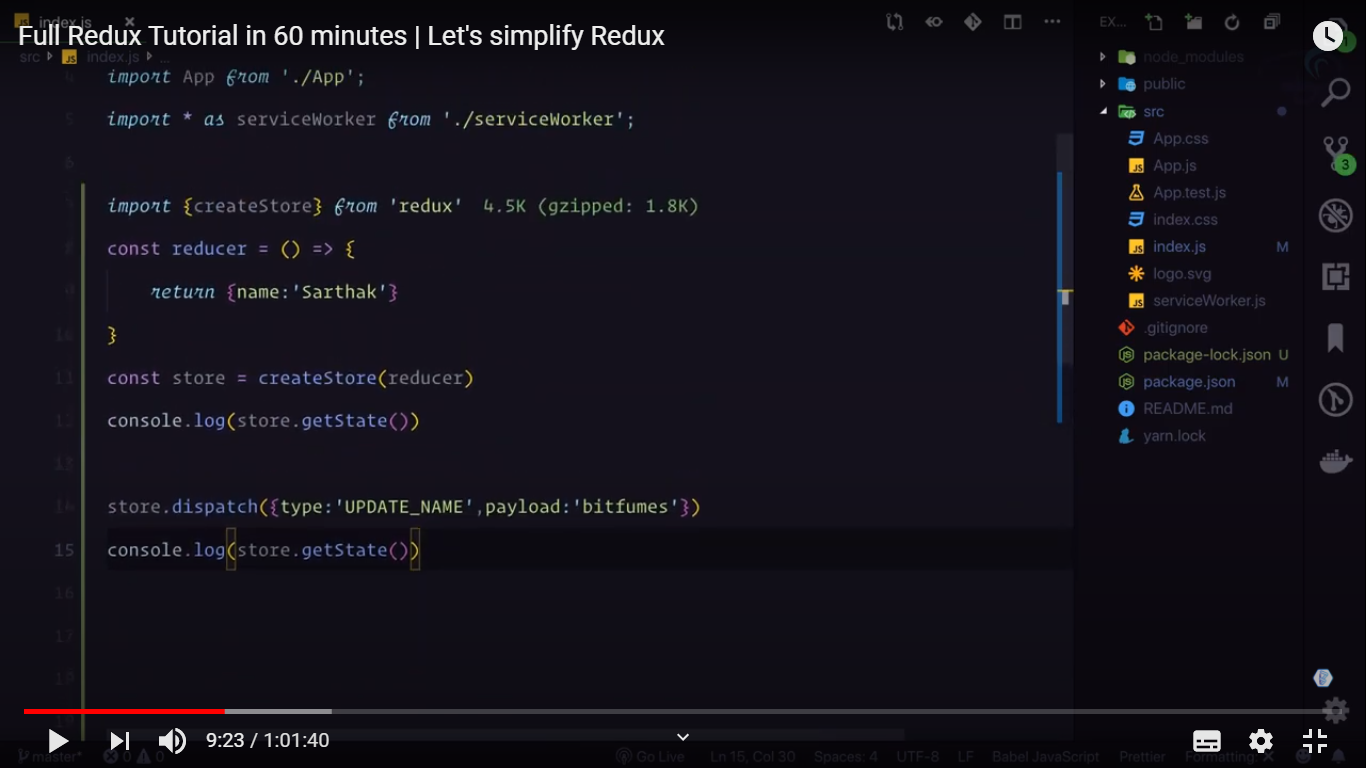 index.js
Full Redux Tutorial in 60 minutes | Let's simplify Redux
src index.js ...
4 import App from './App';
5 import * as serviceWorker from './serviceWorker';
6
7 import {createStore} from 'redux' 4.5K (gzipped: 1.8K)
8 const reducer = () => {
9 return {name:'Sarthak'}
10 }
11 const store = createStore(reducer)
12 console.log(store.getState())
13
14 store.dispatch({type:'UPDATE_NAME',payload:'bitfumes'})
15 console.log(store.getState())
16
17
18
19
EX...
node_modules
public
src
App.css
App.js
App.test.js
index.css
index.js M
logo.svg
serviceWorker.js
.gitignore
package-lock.json U
package.json M
README.md
yarn.lock
1
3
9:23 / 1:01:40
master* 0 0 Go Live Ln 15, Col 30 Spaces: 4 UTF-8 LF Babel JavaScript Prettier Formatting: X